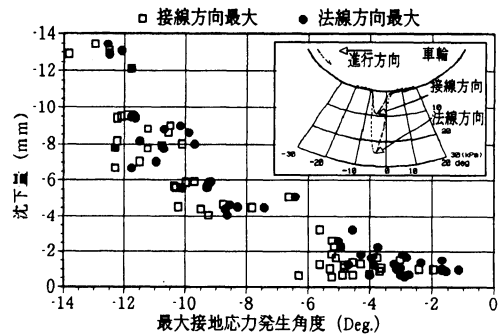 □ 接線方向最大 ● 法線方向最大
-14
-12
-10
-8
-6
-4
-2
0
沈下量 (mm)
進行方向
車輪
接線方向
法線方向
10
20
30(kPa)
-30
-20
-10
0
10
20 deg
-14 -12 -10 -8 -6 -4 -2 0
最大接地応力発生角度 (Deg.)